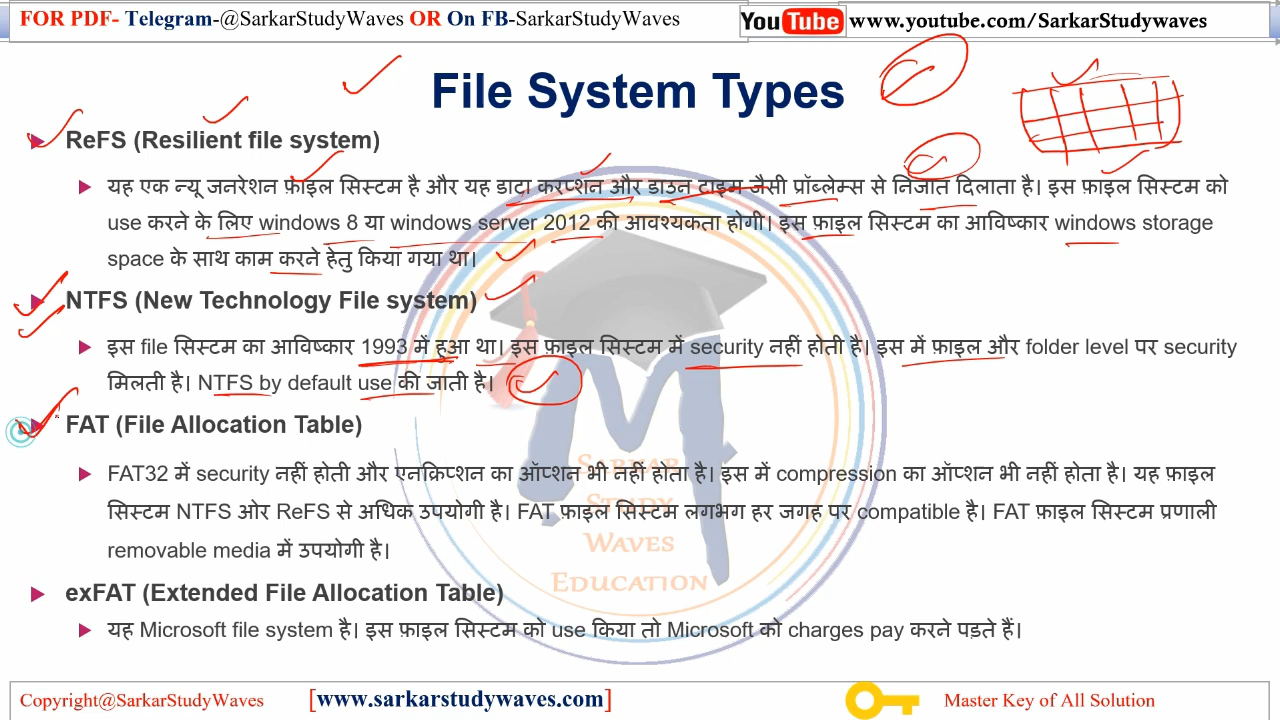 FOR PDF- Telegram-@SarkarStudyWaves OR On FB-SarkarStudyWaves
YouTube www.youtube.com/SarkarStudywaves
File System Types
ReFS (Resilient file system)
यह एक न्यू जनरेशन फ़ाइल सिस्टम है और यह डाटा करप्शन और डाउन टाइम जैसी प्रॉब्लेम्स से निजात दिलाता है। इस फ़ाइल सिस्टम को
use करने के लिए windows 8 या windows server 2012 की आवश्यकता होगी। इस फ़ाइल सिस्टम का आविष्कार windows storage
space के साथ काम करने हेतु किया गया था।
NTFS (New Technology File system)
इस file सिस्टम का आविष्कार 1993 में हुआ था। इस फ़ाइल सिस्टम में security नहीं होती है। इस में फ़ाइल और folder level पर security
मिलती है। NTFS by default use की जाती है।
FAT (File Allocation Table)
FAT32 में security नहीं होती और एनक्रिप्शन का ऑप्शन भी नहीं होता है। इस में compression का ऑप्शन भी नहीं होता है। यह फ़ाइल
सिस्टम NTFS ओर ReFS से अधिक उपयोगी है। FAT फ़ाइल सिस्टम लगभग हर जगह पर compatible है। FAT फ़ाइल सिस्टम प्रणाली
removable media में उपयोगी है।
exFAT (Extended File Allocation Table)
यह Microsoft file system है। इस फ़ाइल सिस्टम को use किया तो Microsoft को charges pay करने पड़ते हैं।
SARKAR
STUDY
WAVES
EDUCATION
Copyright@SarkarStudyWaves
[www.sarkarstudywaves.com]
Master Key of All Solution